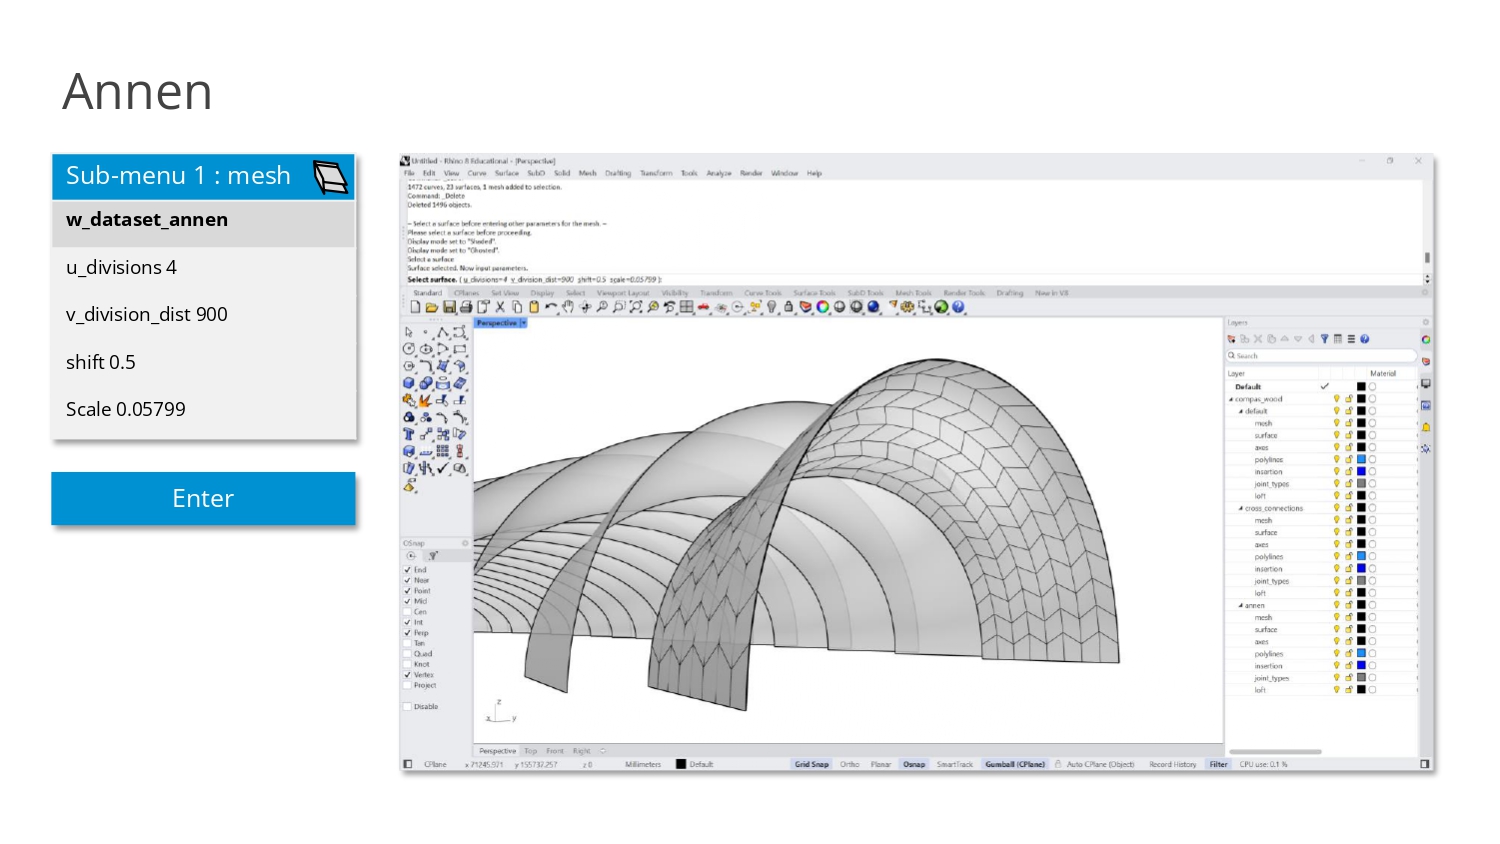 Annen
Sub-menu 1 : mesh
w_dataset_annen
u_divisions 4
v_division_dist 900
shift 0.5
Scale 0.05799
Enter
Untitled - Rhino 8 Educational - [Perspective]
File Edit View Curve Surface SubD Solid Mesh Drafting Transform Tools Analyze Render Window Help
1472 curves, 23 surfaces, 1 mesh added to selection.
Command: _Delete
Deleted 1496 objects.
-- Select a surface before entering other parameters for the mesh. --
Please select a surface before proceeding.
Display mode set to "Shaded".
Display mode set to "Ghosted".
Select a surface
Surface selected. Now input parameters.
Select surface. ( u_divisions=4 v_division_dist=900 shift=0.5 scale=0.05799 ):
Standard CPlanes Set View Display Select Viewport Layout Visibility Transform Curve Tools Surface Tools Solid Tools SubD Tools Mesh Tools Render Tools Drafting New in V8
Perspective
Layers
Search
Layer Material
Default
compas_wood
default
mesh
surface
axes
polylines
insertion
joint_types
loft
cross_connections
mesh
surface
axes
polylines
insertion
joint_types
loft
annen
mesh
surface
axes
polylines
insertion
joint_types
loft
OSnap
End
Near
Point
Mid
Cen
Int
Perp
Tan
Quad
Knot
Vertex
Project
Disable
z
x y
Perspective Top Front Right
CPlane x 71245.971 y 155737.257 z 0 Millimeters Default Grid Snap Ortho Planar Osnap SmartTrack Gumball (CPlane) Auto CPlane (Object) Record History Filter CPU use: 0.1 %